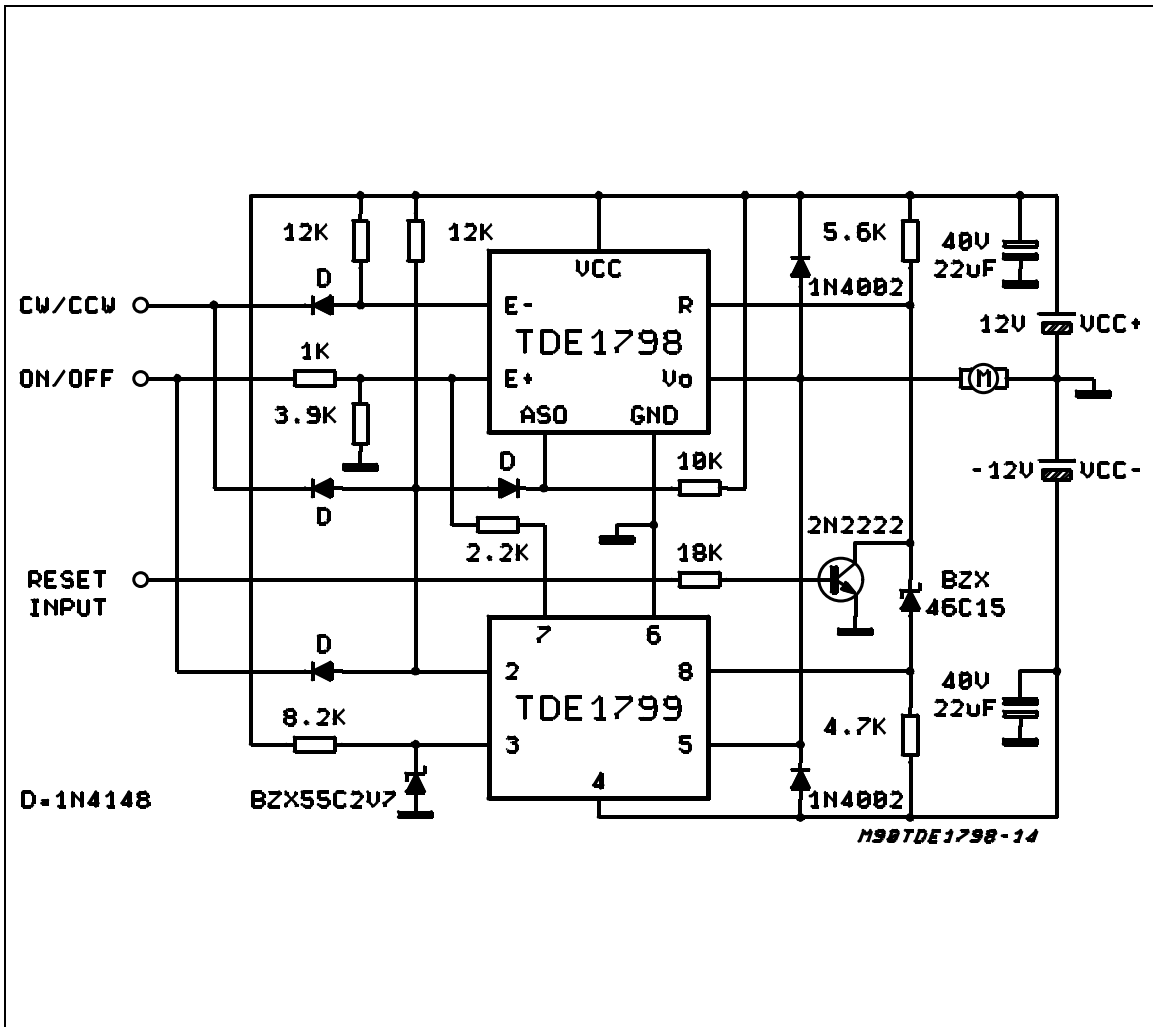 12K
12K
5.6K
40V
22uF
D
VCC
1N4002
CW/CCW
E-
R
12V
VCC+
TDE1798
1K
ON/OFF
E+
Vo
M
3.9K
ASO
GND
D
10K
-12V
VCC-
D
2.2K
2N2222
18K
RESET
INPUT
BZX
46C15
7
6
D
2
8
40V
22uF
TDE1799
8.2K
4.7K
3
5
4
D=1N4148
BZX55C2V7
1N4002
M90TDE1798-14